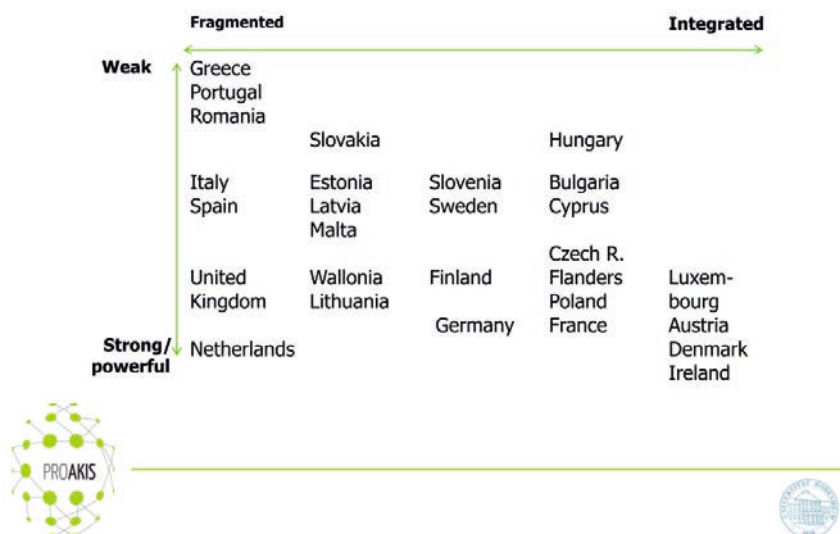 Fragmented Integrated
Weak Greece
Portugal
Romania
Slovakia Hungary
Italy Estonia Slovenia Bulgaria
Spain Latvia Sweden Cyprus
Malta
Czech R.
United Wallonia Finland Flanders Luxem-
Kingdom Lithuania Poland bourg
Germany France Austria
Strong/ Netherlands Denmark
powerful Ireland
PROAKIS